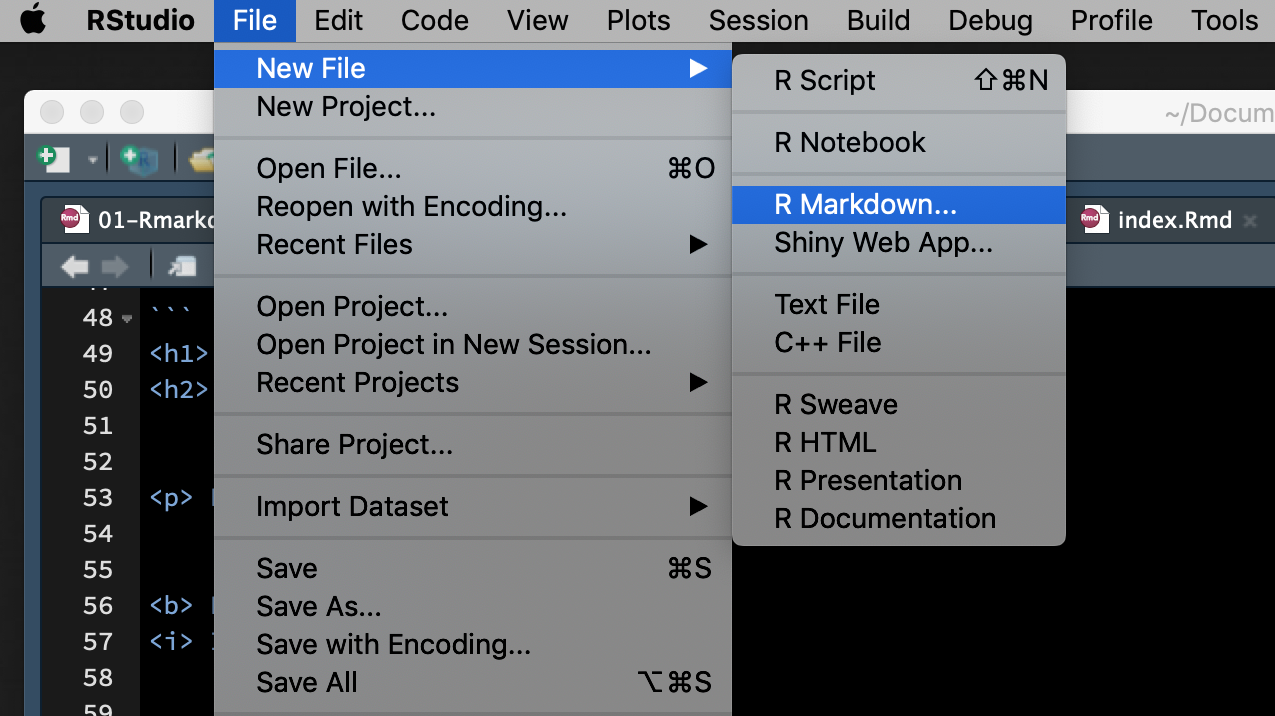 RStudio File Edit Code View Plots Session Build Debug Profile Tools
New File ▶
New Project...
Open File... ⌘O
Reopen with Encoding...
Recent Files ▶
Open Project...
Open Project in New Session...
Recent Projects ▶
Share Project...
Import Dataset ▶
Save ⌘S
Save As...
Save with Encoding...
Save All ⌥⌘S
R Script ⇧⌘N
R Notebook
R Markdown...
Shiny Web App...
Text File
C++ File
R Sweave
R HTML
R Presentation
R Documentation
~/Docum
01-Rmarkd
index.Rmd
48 ```
49 <h1>
50 <h2>
51
52
53 <p>
54
55
56 <b>
57 <i>
58
59